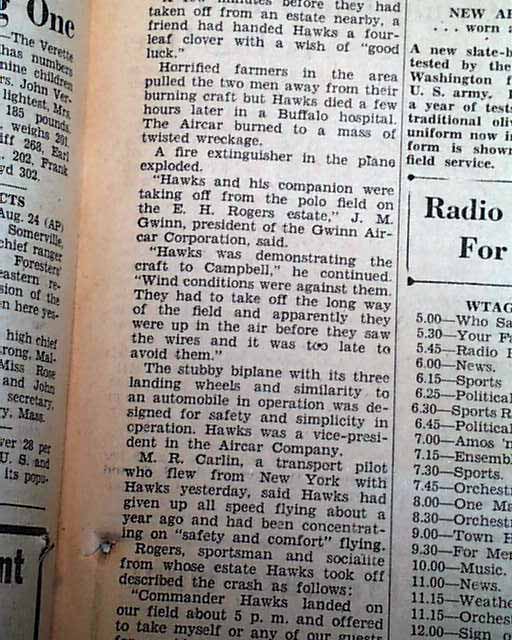 g One
—The Verette
has numbers
nine children
rs. John Ver-
lightest, Mrs.
185 pounds.
weighs 201.
iff 268, Earl
202, Frank
yd 302.
CTS
Aug. 24 (AP)
Somerville,
chief ranger
Foresters'
eastern re-
sion of the
en here yes-
high chief
rong, Mal-
Miss Rose
and John
secretary,
ry, Mass.
ver 28 per
U. S. and
its popu-
nt
minutes before they had
taken off from an estate nearby, a
friend had handed Hawks a four-
leaf clover with a wish of "good
luck."
Horrified farmers in the area
pulled the two men away from their
burning craft but Hawks died a few
hours later in a Buffalo hospital.
The Aircar burned to a mass of
twisted wreckage.
A fire extinguisher in the plane
exploded.
"Hawks and his companion were
taking off from the polo field on
the E. H. Rogers estate," J. M.
Gwinn, president of the Gwinn Air-
car Corporation, said.
"Hawks was demonstrating the
craft to Campbell," he continued.
"Wind conditions were against them.
They had to take off the long way
of the field and apparently they
were up in the air before they saw
the wires and it was too late to
avoid them."
The stubby biplane with its three
landing wheels and similarity to
an automobile in operation was de-
signed for safety and simplicity in
operation. Hawks was a vice-presi-
dent in the Aircar Company.
M. R. Carlin, a transport pilot
who flew from New York with
Hawks yesterday, said Hawks had
given up all speed flying about a
year ago and had been concentrat-
ing on "safety and comfort" flying.
Rogers, sportsman and socialite
from whose estate Hawks took off
described the crash as follows:
"Commander Hawks landed on
our field about 5 p. m. and offered
to take myself or any of our guests
NEW
. . . worn
A new slate-b
tested by the
Washington f
U. S. army.
a year of tests
traditional oli
uniform now i
form is shown
field service.
Radio
For
WTAG
5.00—Who Sa
5.30—Your Fa
5.45—Radio
6.00—News.
6.15—Sports
6.25—Political
6.30—Sports R
6.45—Political
7.00—Amos 'n
7.15—Ensemb
7.30—Sports.
7.45—Orchest
8.00—One Ma
8.30—Orchest
9.00—Town H
9.30—For Mer
10.00—Music.
11.00—News.
11.15—Weathe
11.15—Orches
12.00—Sign